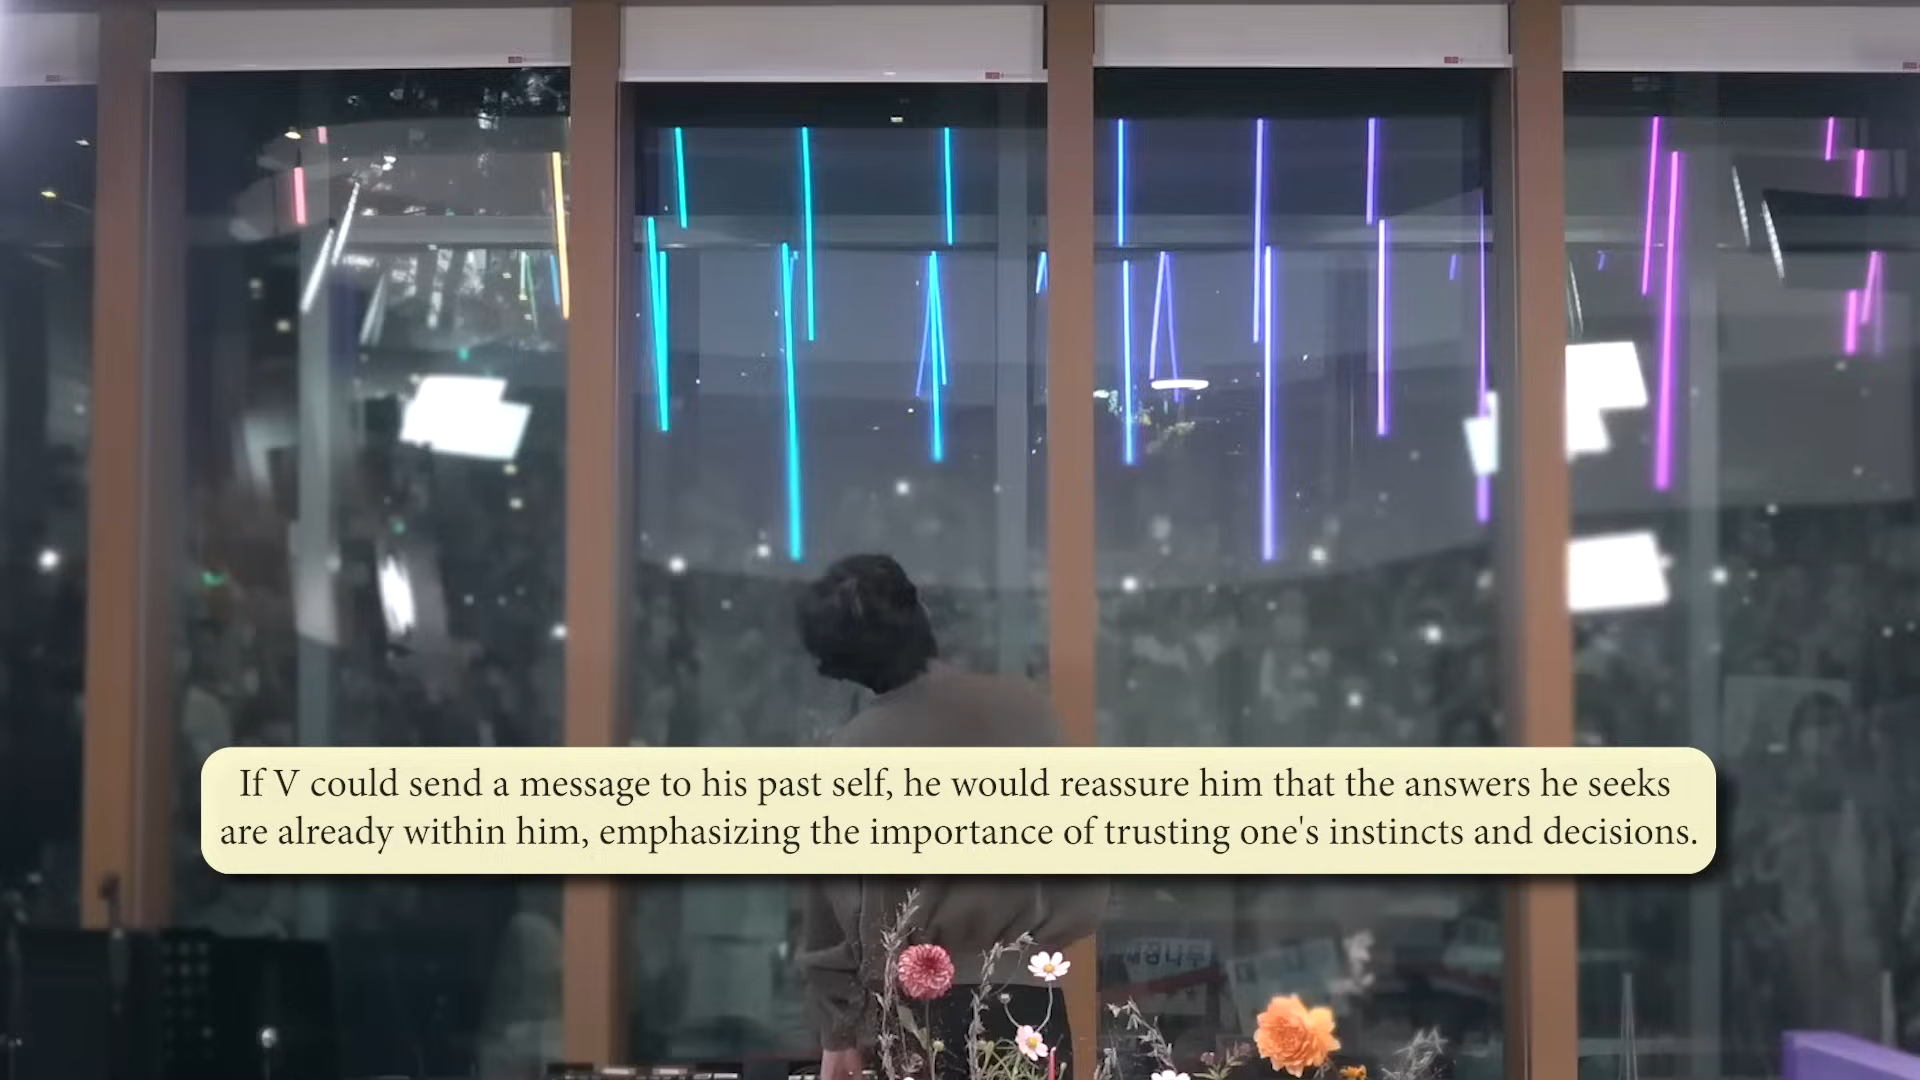 If V could send a message to his past self, he would reassure him that the answers he seeks
are already within him, emphasizing the importance of trusting one's instincts and decisions.